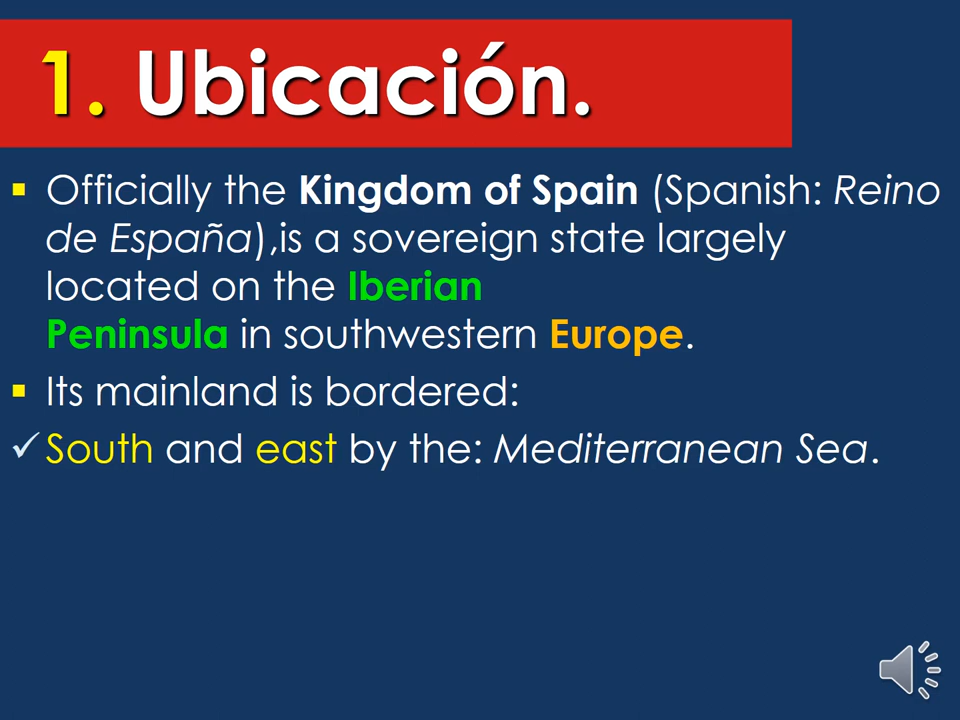 1. Ubicación.
▪ Officially the Kingdom of Spain (Spanish: Reino
de España),is a sovereign state largely
located on the Iberian
Peninsula in southwestern Europe.
▪ Its mainland is bordered:
✓ South and east by the: Mediterranean Sea.